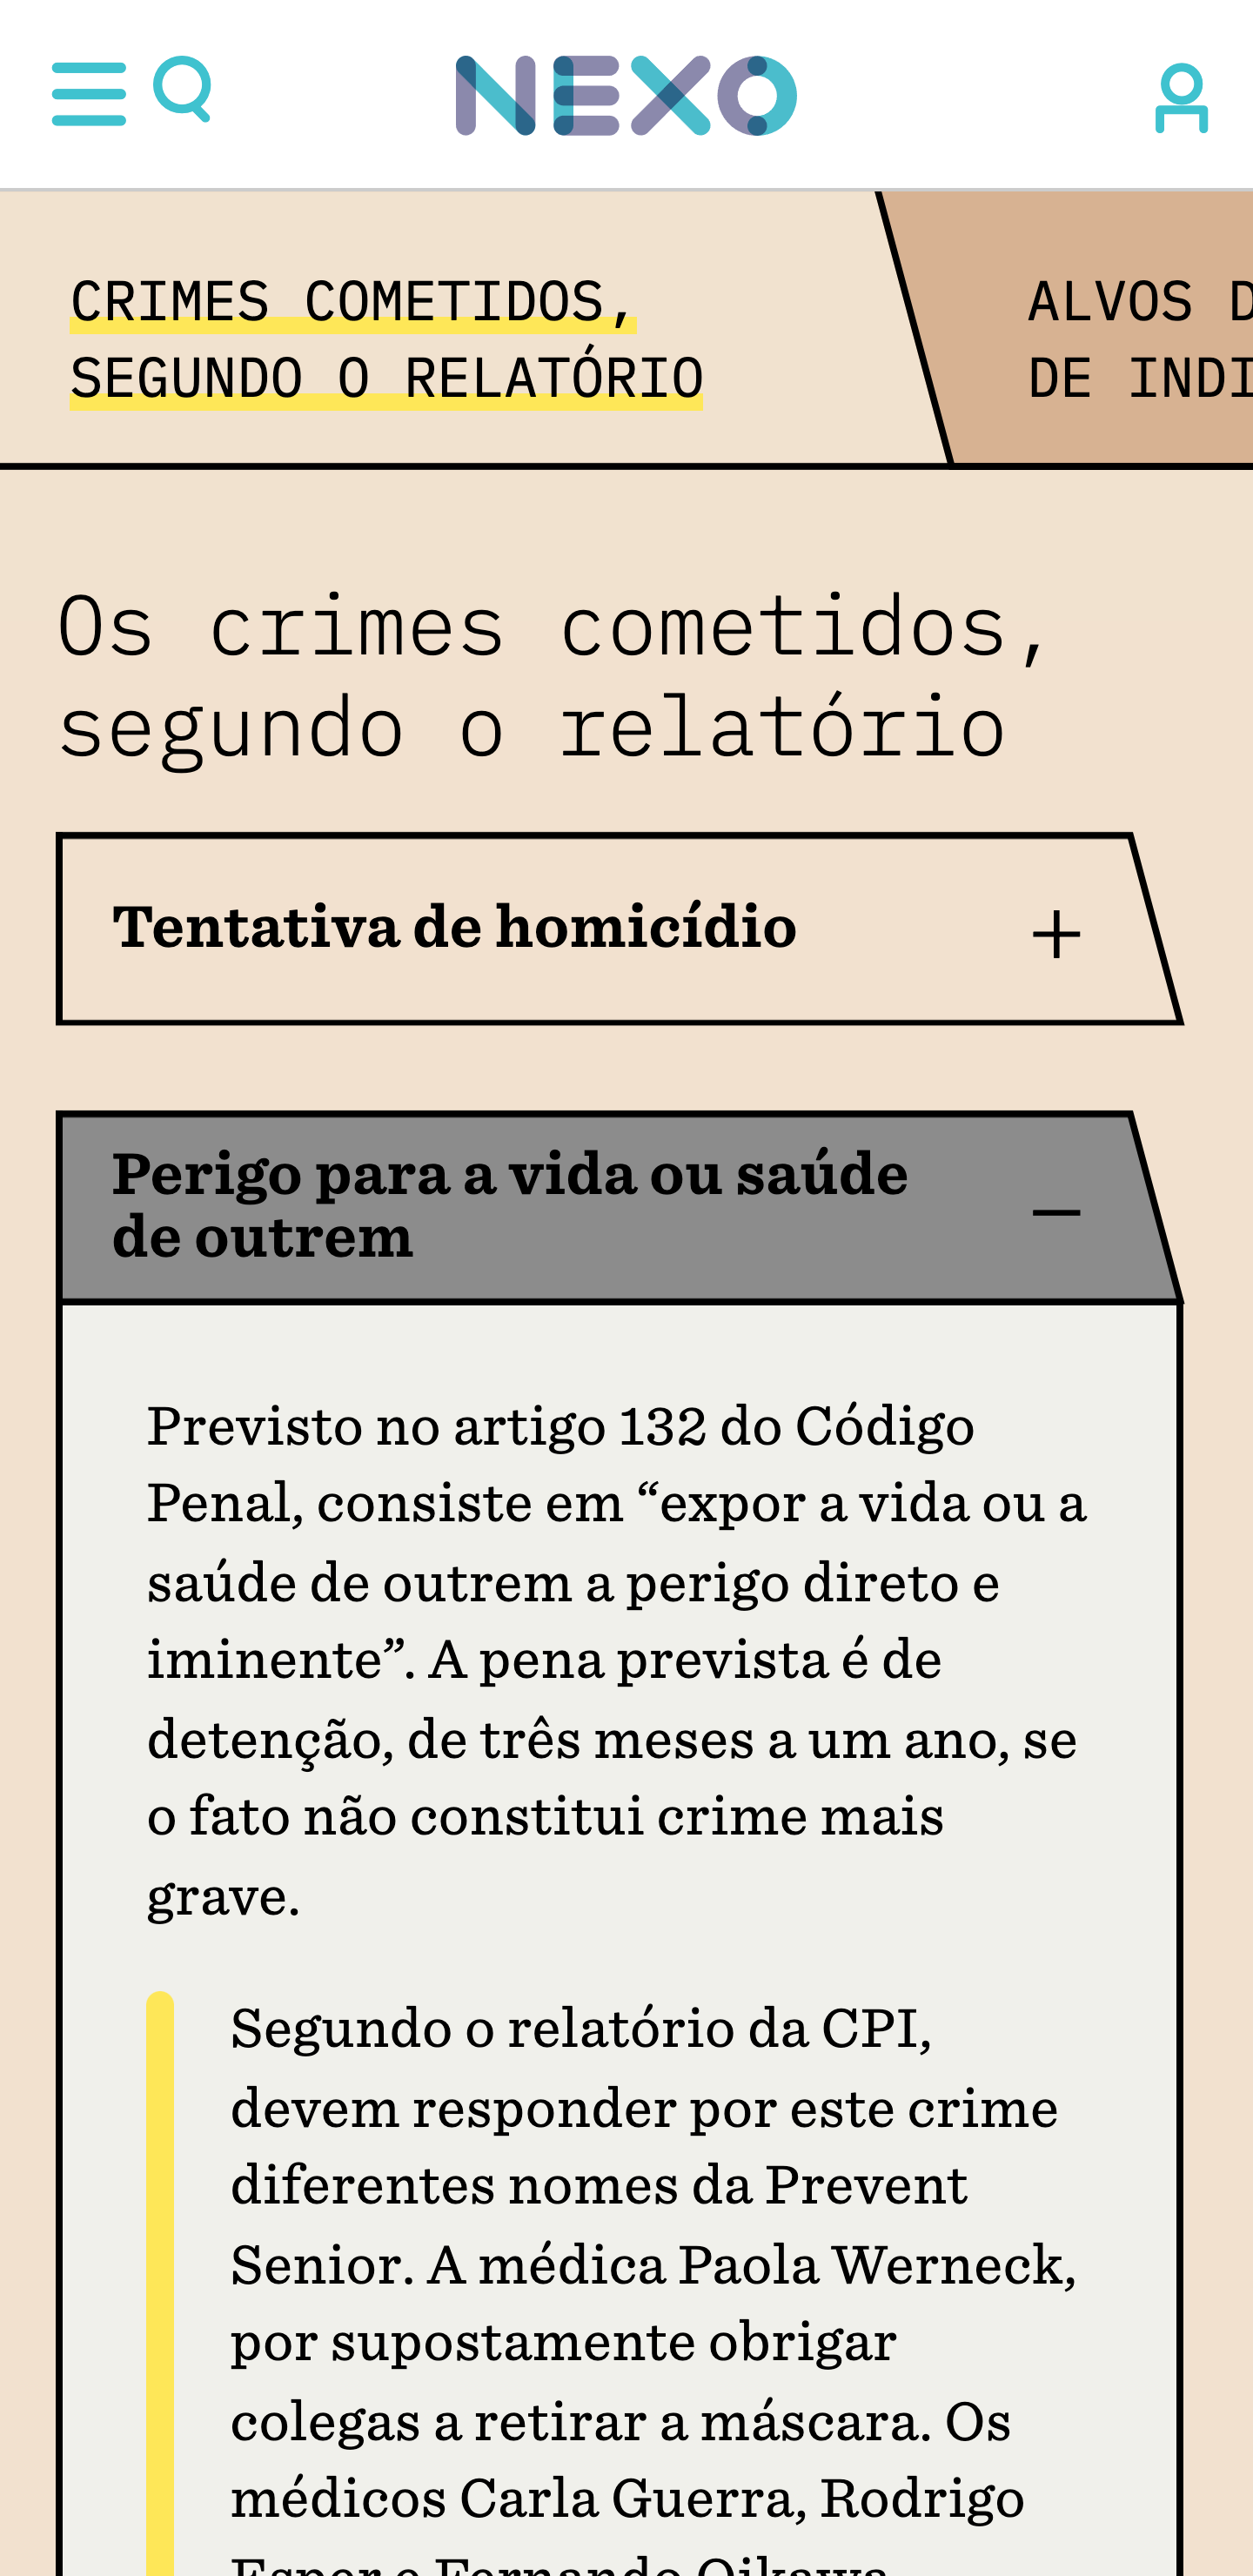 NEXO
CRIMES COMETIDOS,
SEGUNDO O RELATÓRIO
ALVOS
DE
Os crimes cometidos,
segundo o relatório
Tentativa de homicídio
+
Perigo para a vida ou saúde
de outrem
—
Previsto no artigo 132 do Código
Penal, consiste em “expor a vida ou a
saúde de outrem a perigo direto e
iminente”. A pena prevista é de
detenção, de três meses a um ano, se
o fato não constitui crime mais
grave.
Segundo o relatório da CPI,
devem responder por este crime
diferentes nomes da Prevent
Senior. A médica Paola Werneck,
por supostamente obrigar
colegas a retirar a máscara. Os
médicos Carla Guerra, Rodrigo
Esper e Fernando Oikawa